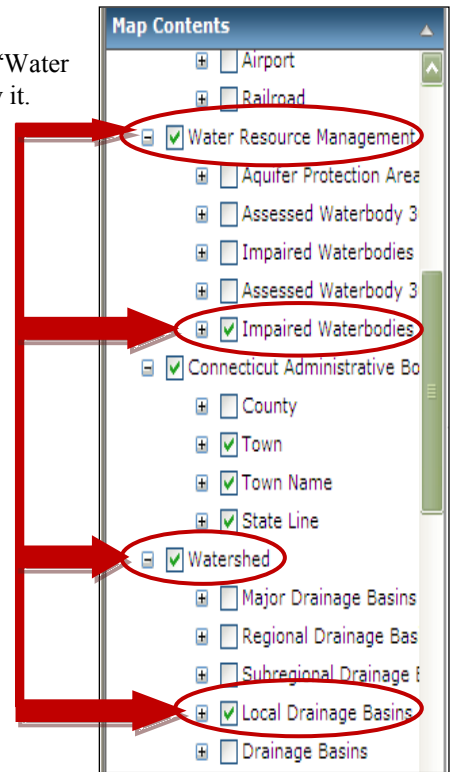 Map Contents
"Water
it.
Airport
Railroad
Water Resource Management
Aquifer Protection Area
Assessed Waterbody 3
Impaired Waterbodies
Assessed Waterbody 3
Impaired Waterbodies
Connecticut Administrative Bo
County
Town
Town Name
State Line
Watershed
Major Drainage Basins
Regional Drainage Bas
Subregional Drainage
Local Drainage Basins
Drainage Basins